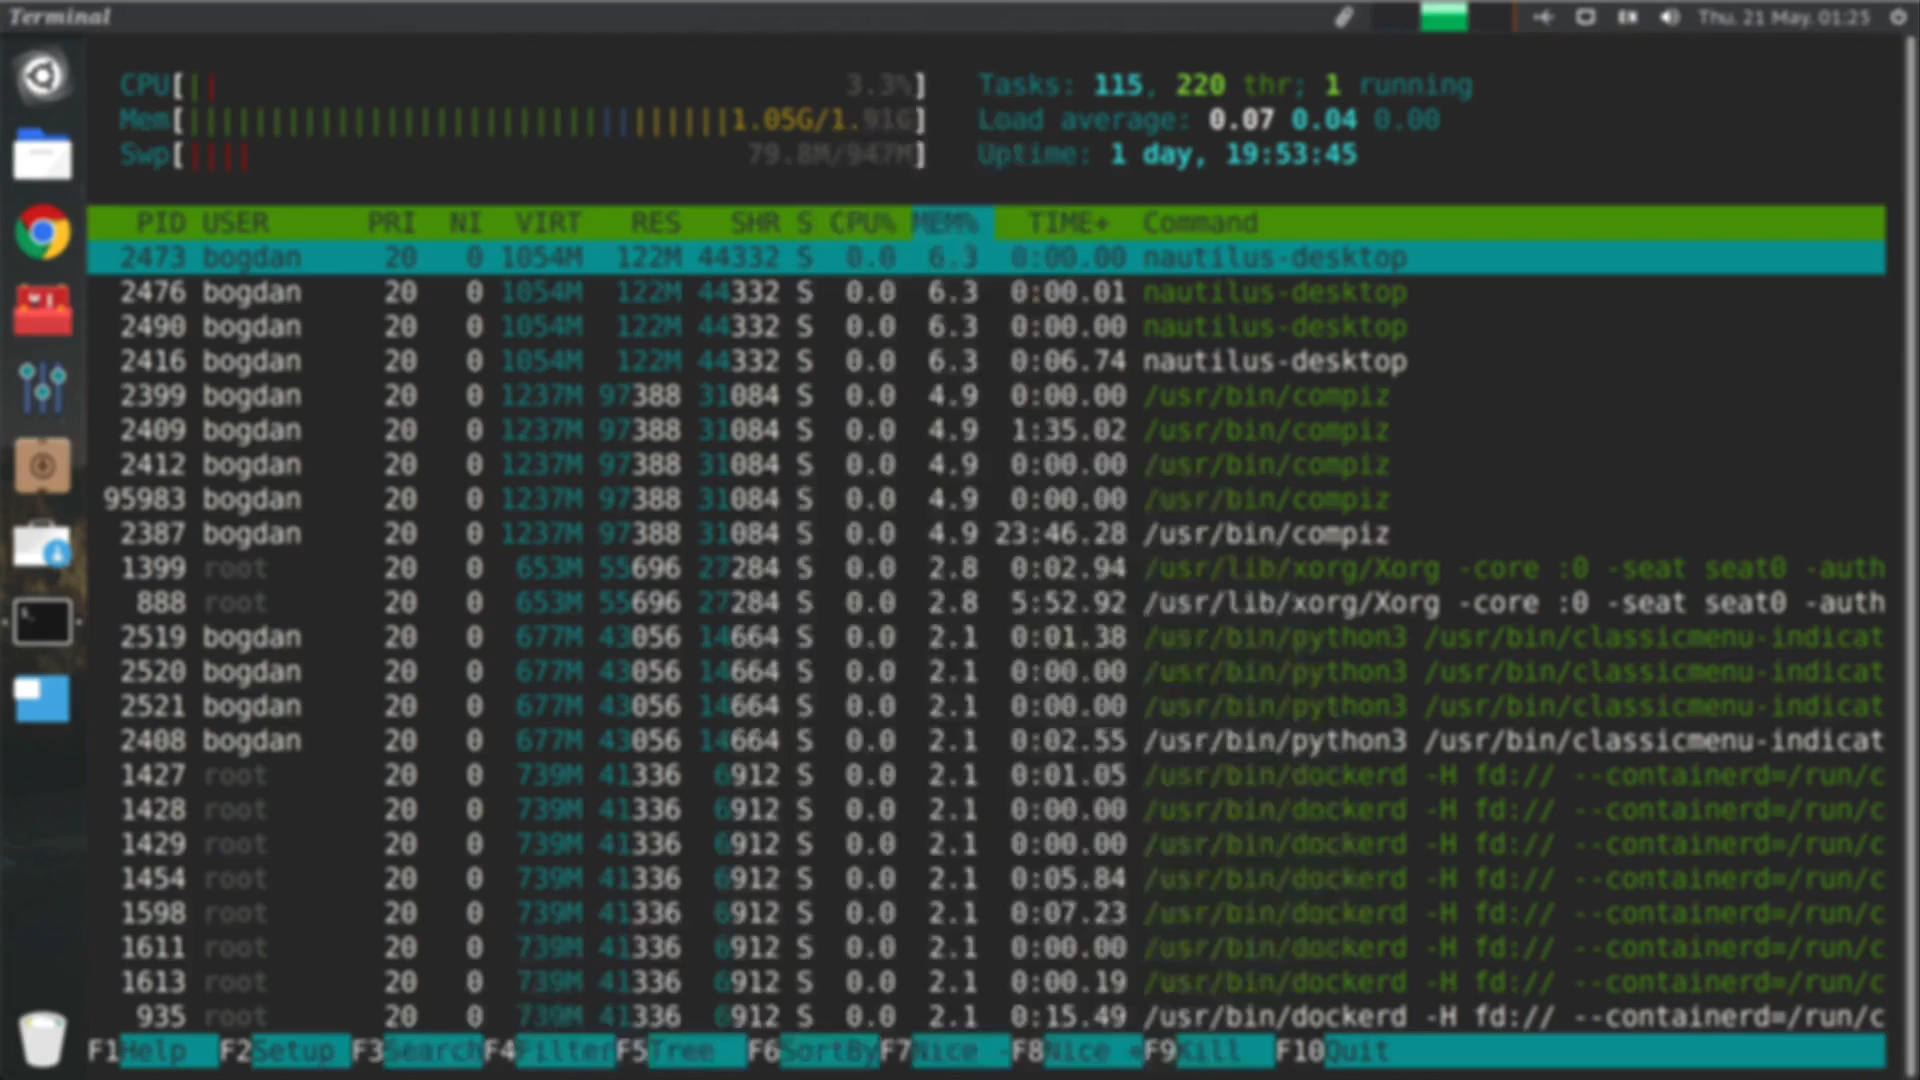 Terminal
Thu. 21 May. 01:25
CPU[|| 3.3%] Tasks: 115, 220 thr; 1 running
Mem[||||||||||||||||||||||||||||||||1.05G/1.91G] Load average: 0.07 0.04 0.00
Swp[|||| 79.8M/947M] Uptime: 1 day, 19:53:45
PID USER PRI NI VIRT RES SHR S CPU% MEM% TIME+ Command
2473 bogdan 20 0 1054M 122M 44332 S 0.0 6.3 0:00.00 nautilus-desktop
2476 bogdan 20 0 1054M 122M 44332 S 0.0 6.3 0:00.01 nautilus-desktop
2490 bogdan 20 0 1054M 122M 44332 S 0.0 6.3 0:00.00 nautilus-desktop
2416 bogdan 20 0 1054M 122M 44332 S 0.0 6.3 0:06.74 nautilus-desktop
2399 bogdan 20 0 1237M 97388 31084 S 0.0 4.9 0:00.00 /usr/bin/compiz
2409 bogdan 20 0 1237M 97388 31084 S 0.0 4.9 1:35.02 /usr/bin/compiz
2412 bogdan 20 0 1237M 97388 31084 S 0.0 4.9 0:00.00 /usr/bin/compiz
95983 bogdan 20 0 1237M 97388 31084 S 0.0 4.9 0:00.00 /usr/bin/compiz
2387 bogdan 20 0 1237M 97388 31084 S 0.0 4.9 23:46.28 /usr/bin/compiz
1399 root 20 0 653M 55696 27284 S 0.0 2.8 0:02.94 /usr/lib/xorg/Xorg -core :0 -seat seat0 -auth
888 root 20 0 653M 55696 27284 S 0.0 2.8 5:52.92 /usr/lib/xorg/Xorg -core :0 -seat seat0 -auth
2519 bogdan 20 0 677M 43056 14664 S 0.0 2.1 0:01.38 /usr/bin/python3 /usr/bin/classicmenu-indicat
2520 bogdan 20 0 677M 43056 14664 S 0.0 2.1 0:00.00 /usr/bin/python3 /usr/bin/classicmenu-indicat
2521 bogdan 20 0 677M 43056 14664 S 0.0 2.1 0:00.00 /usr/bin/python3 /usr/bin/classicmenu-indicat
2408 bogdan 20 0 677M 43056 14664 S 0.0 2.1 0:02.55 /usr/bin/python3 /usr/bin/classicmenu-indicat
1427 root 20 0 739M 41336 6912 S 0.0 2.1 0:01.05 /usr/bin/dockerd -H fd:// --containerd=/run/c
1428 root 20 0 739M 41336 6912 S 0.0 2.1 0:00.00 /usr/bin/dockerd -H fd:// --containerd=/run/c
1429 root 20 0 739M 41336 6912 S 0.0 2.1 0:00.00 /usr/bin/dockerd -H fd:// --containerd=/run/c
1454 root 20 0 739M 41336 6912 S 0.0 2.1 0:05.84 /usr/bin/dockerd -H fd:// --containerd=/run/c
1598 root 20 0 739M 41336 6912 S 0.0 2.1 0:07.23 /usr/bin/dockerd -H fd:// --containerd=/run/c
1611 root 20 0 739M 41336 6912 S 0.0 2.1 0:00.00 /usr/bin/dockerd -H fd:// --containerd=/run/c
1613 root 20 0 739M 41336 6912 S 0.0 2.1 0:00.19 /usr/bin/dockerd -H fd:// --containerd=/run/c
935 root 20 0 739M 41336 6912 S 0.0 2.1 0:15.49 /usr/bin/dockerd -H fd:// --containerd=/run/c
F1Help F2Setup F3SearchF4FilterF5Tree F6SortByF7Nice -F8Nice +F9Kill F10Quit